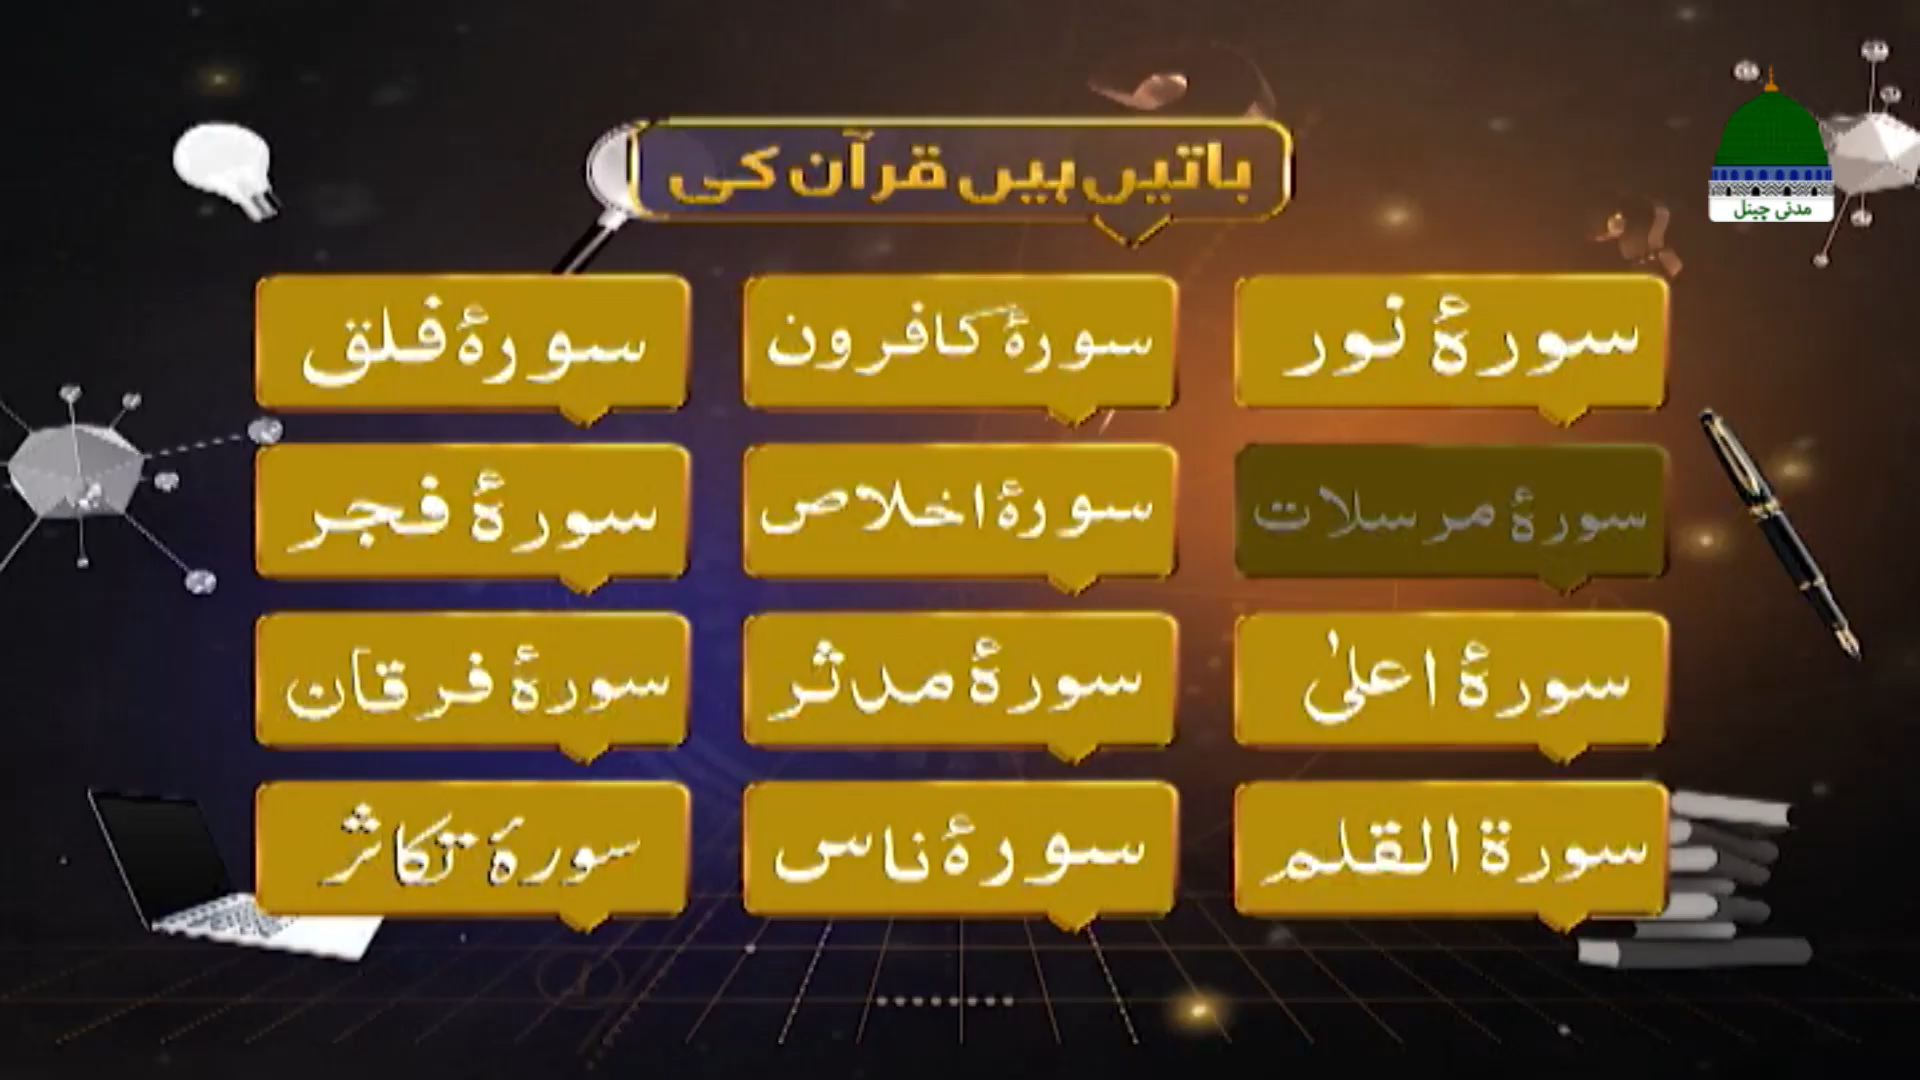 باتیں ہیں قرآن کی
مدنی چینل
سورۂ نور
سورۂ کافرون
سورۂ فلق
سورۂ مرسلات
سورۂ اخلاص
سورۂ فجر
سورۂ اعلیٰ
سورۂ مدثر
سورۂ فرقان
سورۃ القلم
سورۂ ناس
سورۂ تکاثر